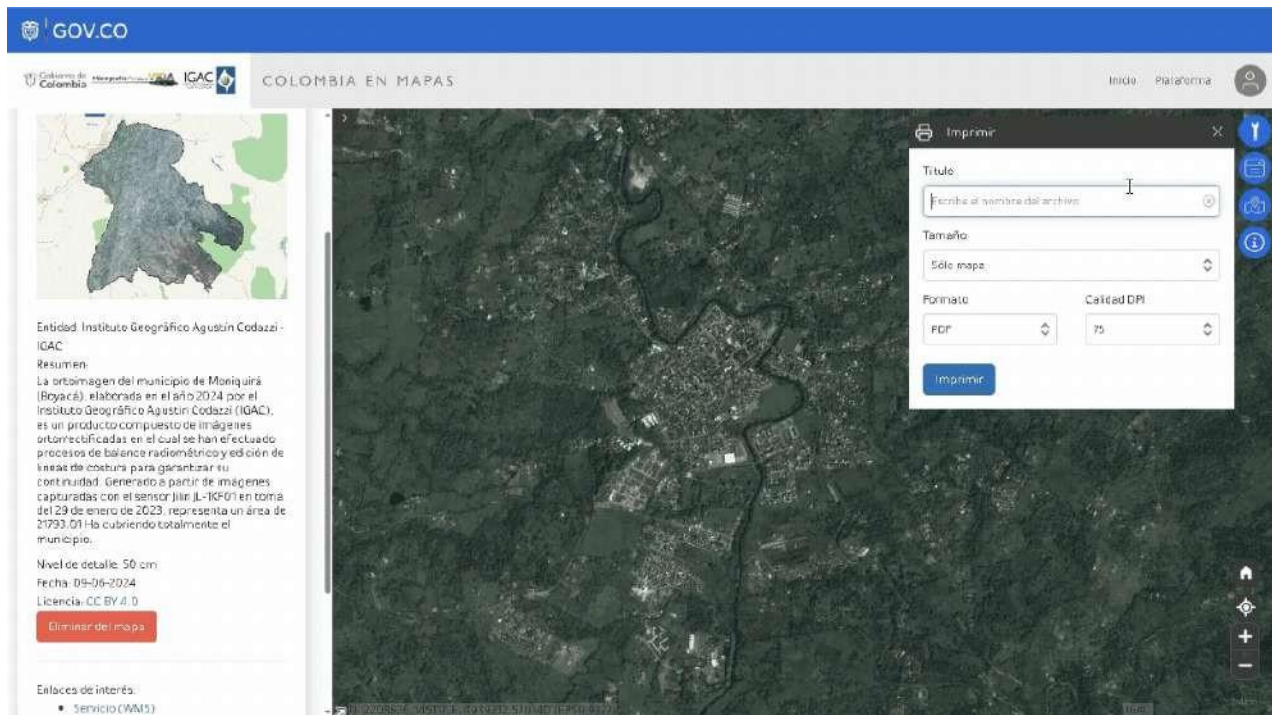 GOV.CO
Gobierno de
Colombia
IGAC
COLOMBIA EN MAPAS
Inicio
Plataforma
Imprimir
Título
Escribe el nombre del archivo
Tamaño
Sólo mapa
Formato
Calidad DPI
PDF
75
Imprimir
Entidad: Instituto Geográfico Agustín Codazzi -
IGAC
Resumen:
La ortoimagen del municipio de Moniquirá
(Boyacá), elaborada en el año 2024 por el
Instituto Geográfico Agustín Codazzi (IGAC),
es un producto compuesto de imágenes
ortorrectificadas en el cual se han efectuado
procesos de balance radiométrico y edición de
líneas de costura para garantizar su
continuidad. Generado a partir de imágenes
capturadas con el sensor Jilin JL-1KF01 en toma
del 29 de enero de 2023, representa un área de
21793.01 Ha cubriendo totalmente el
municipio.
Nivel de detalle: 50 cm
Fecha: 09-06-2024
Licencia: CC BY 4.0
Eliminar del mapa
Enlaces de interés:
Servicio (WMS)